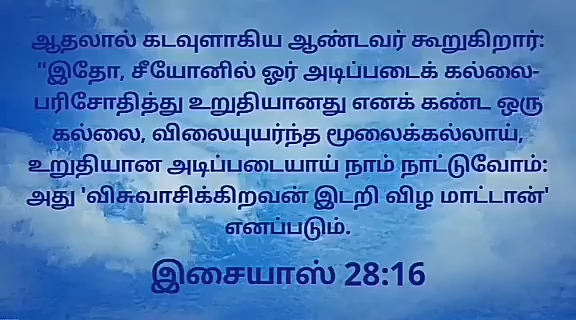 ஆதலால் கடவுளாகிய ஆண்டவர் கூறுகிறார்:
"இதோ, சீயோனில் ஓர் அடிப்படைக் கல்லை-
பரிசோதித்து உறுதியானது எனக் கண்ட ஒரு
கல்லை, விலையுயர்ந்த மூலைக்கல்லாய்,
உறுதியான அடிப்படையாய் நாம் நாட்டுவோம்:
அது 'விசுவாசிக்கிறவன் இடறி விழ மாட்டான்'
எனப்படும்.
இசையாஸ் 28:16